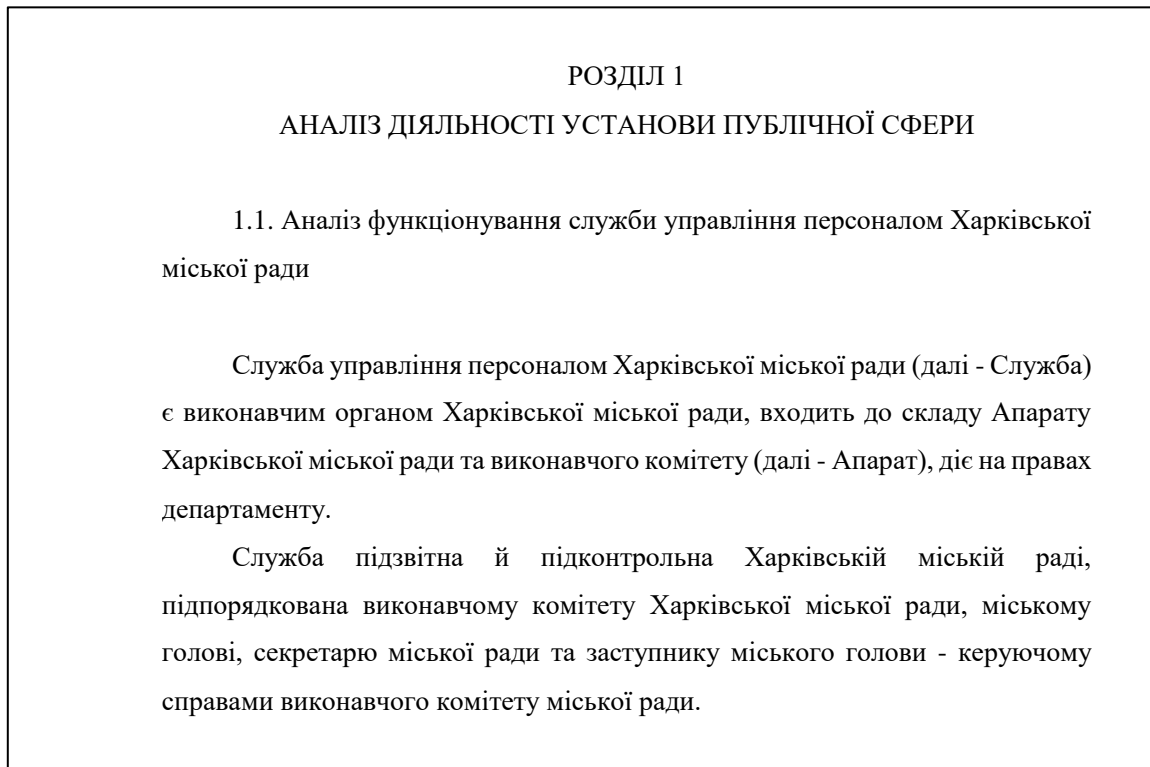 РОЗДІЛ 1
АНАЛІЗ ДІЯЛЬНОСТІ УСТАНОВИ ПУБЛІЧНОЇ СФЕРИ
1.1. Аналіз функціонування служби управління персоналом Харківської
міської ради
Служба управління персоналом Харківської міської ради (далі - Служба)
є виконавчим органом Харківської міської ради, входить до складу Апарату
Харківської міської ради та виконавчого комітету (далі - Апарат), діє на правах
департаменту.
Служба підзвітна й підконтрольна Харківській міській раді,
підпорядкована виконавчому комітету Харківської міської ради, міському
голові, секретарю міської ради та заступнику міського голови - керуючому
справами виконавчого комітету міської ради.